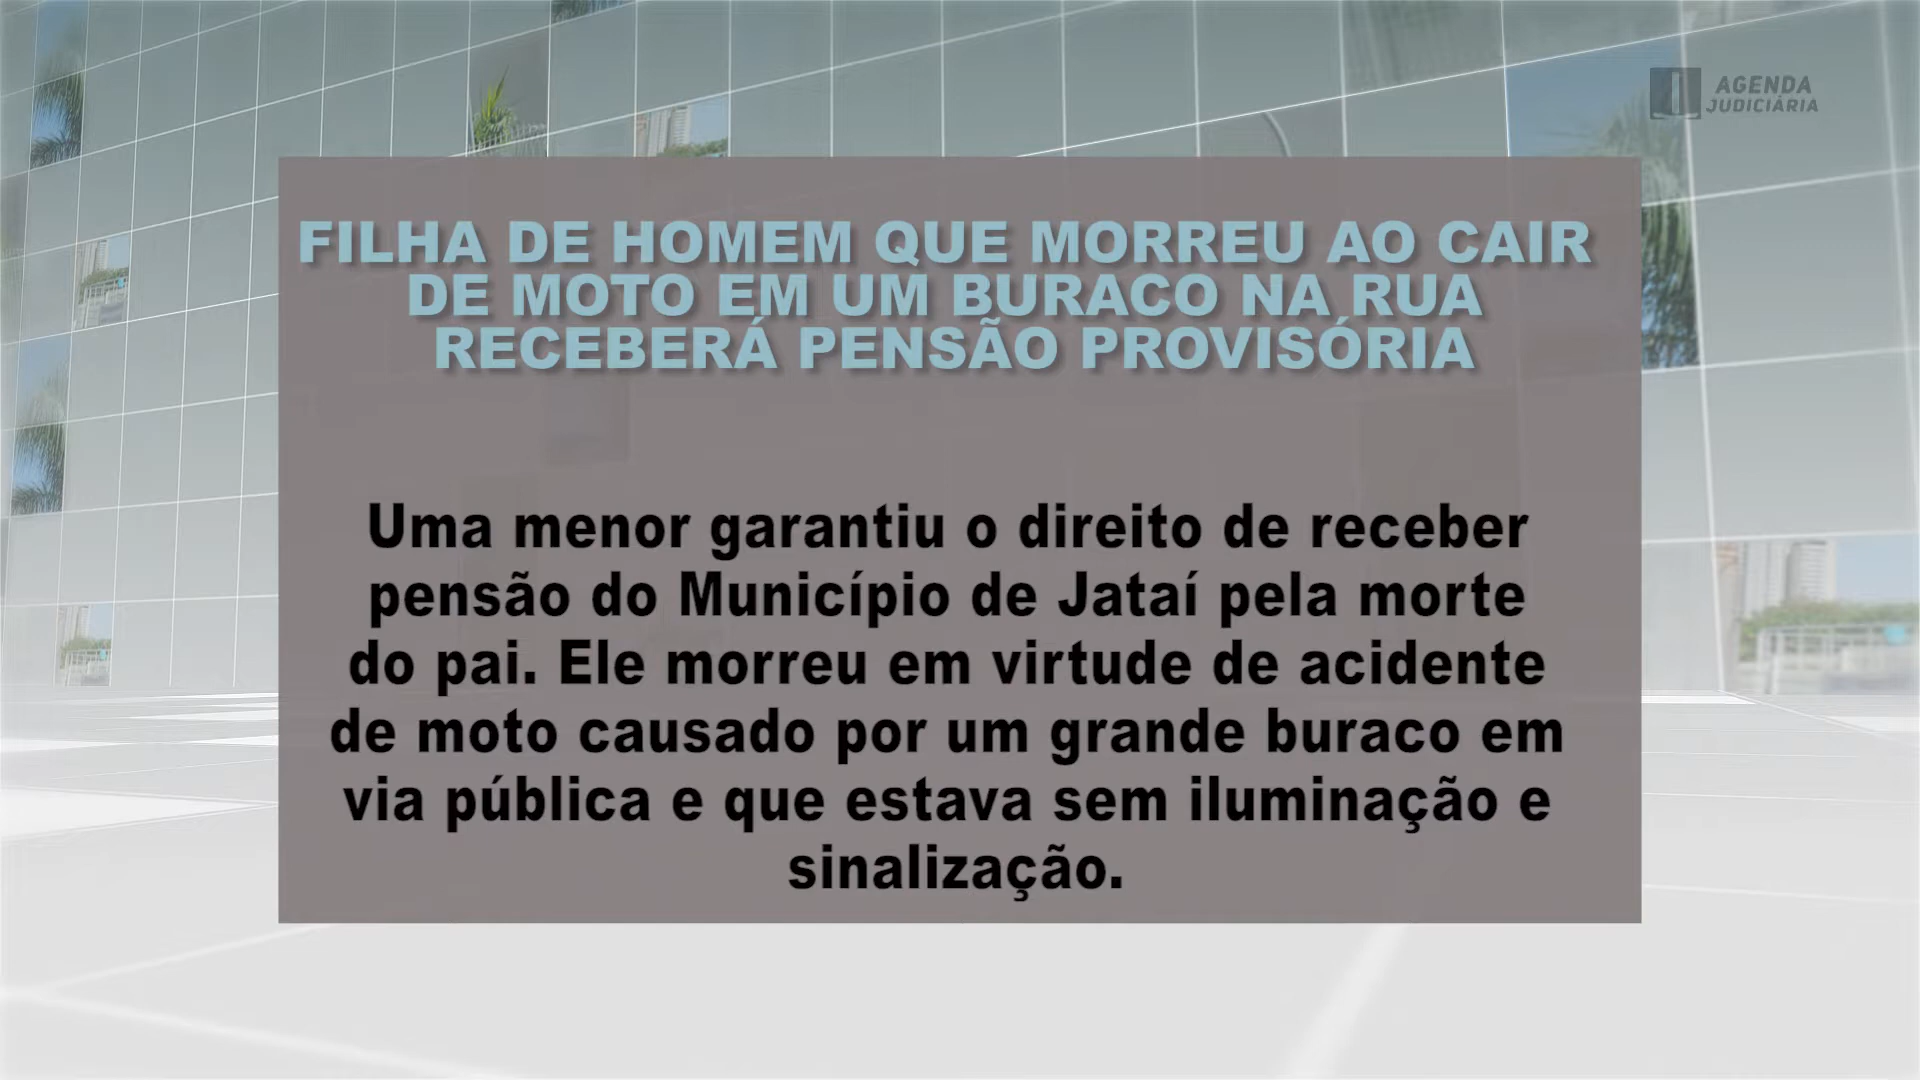 AGENDA
JUDICIÁRIA
FILHA DE HOMEM QUE MORREU AO CAIR
DE MOTO EM UM BURACO NA RUA
RECEBERÁ PENSÃO PROVISÓRIA
Uma menor garantiu o direito de receber
pensão do Município de Jataí pela morte
do pai. Ele morreu em virtude de acidente
de moto causado por um grande buraco em
via pública e que estava sem iluminação e
sinalização.